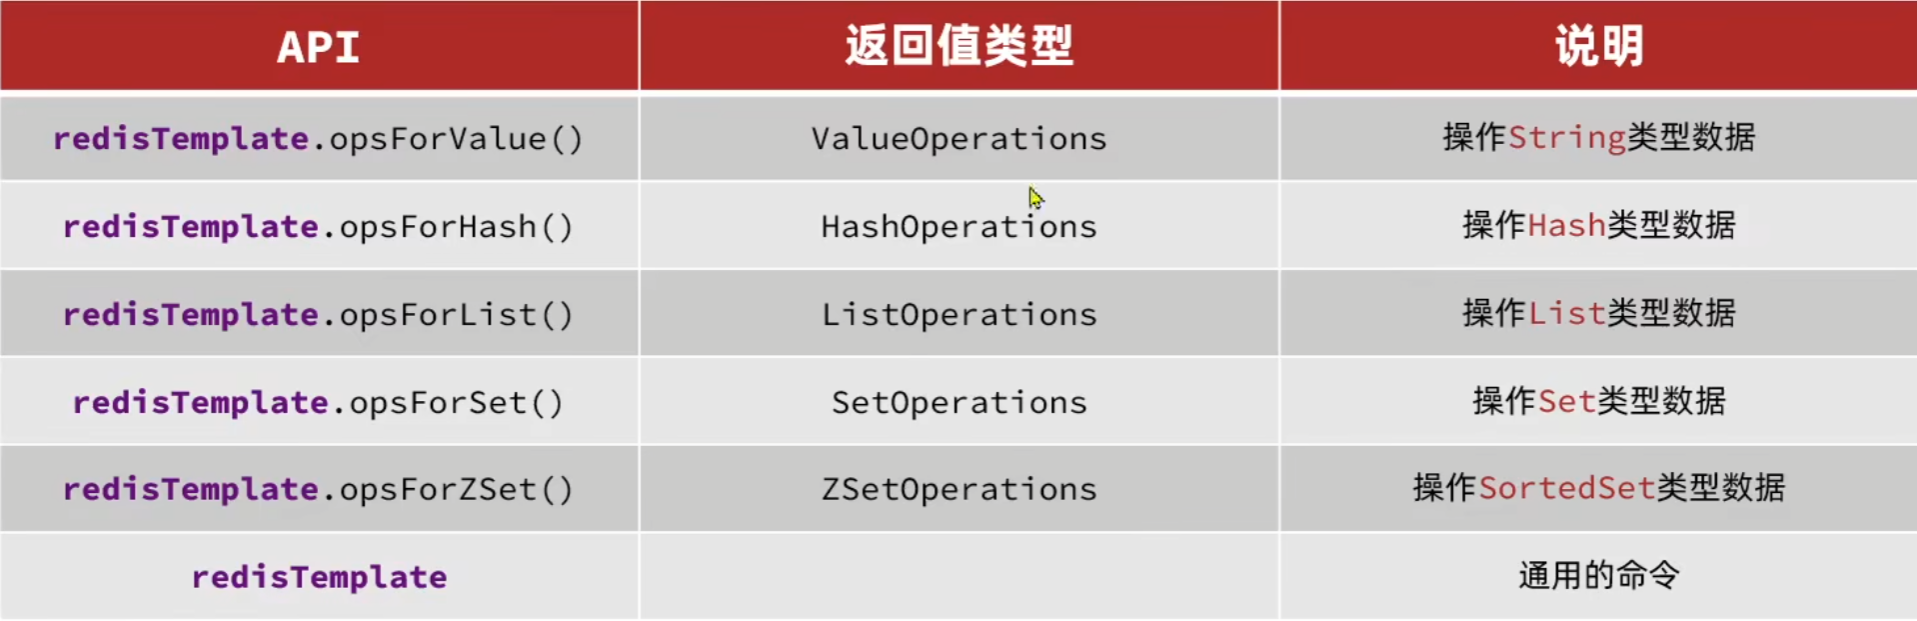 API 返回值类型 说明
redisTemplate.opsForValue() ValueOperations 操作String类型数据
redisTemplate.opsForHash() HashOperations 操作Hash类型数据
redisTemplate.opsForList() ListOperations 操作List类型数据
redisTemplate.opsForSet() SetOperations 操作Set类型数据
redisTemplate.opsForZSet() ZSetOperations 操作SortedSet类型数据
redisTemplate 通用的命令